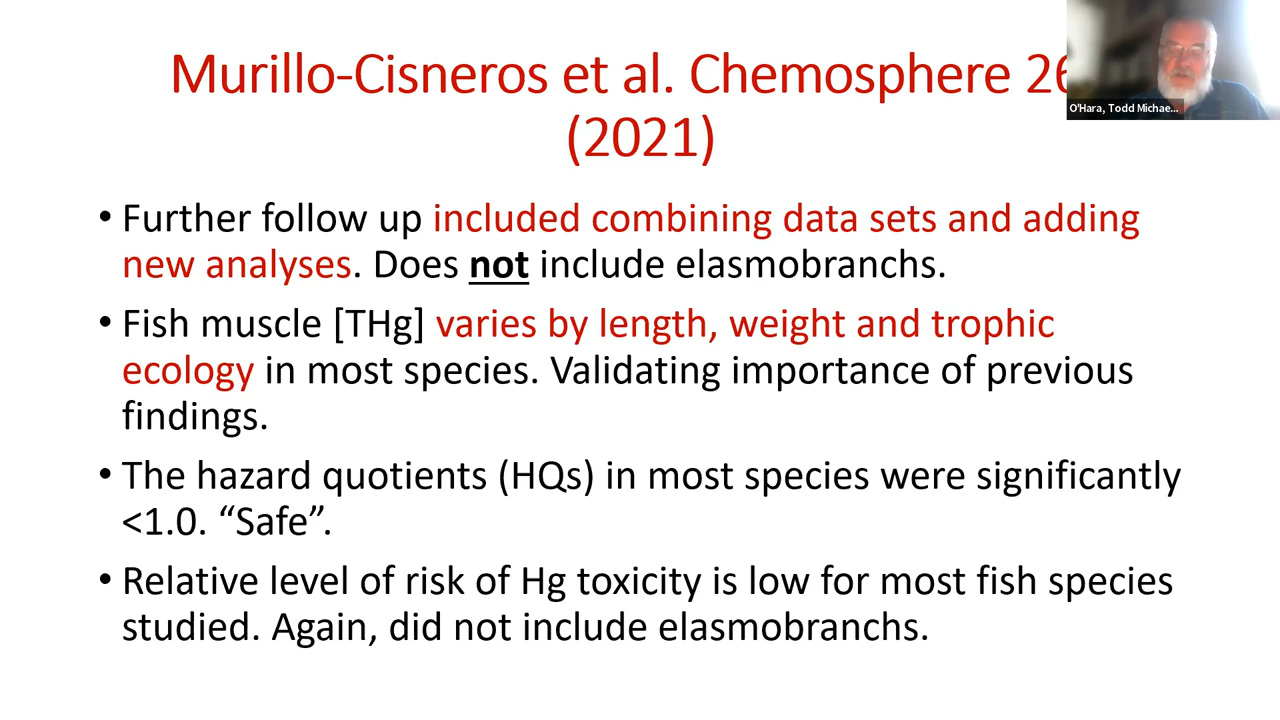 Murillo-Cisneros et al. Chemosphere 26
(2021)
O'Hara, Todd Michae...
• Further follow up included combining data sets and adding
new analyses. Does not include elasmobranchs.
• Fish muscle [THg] varies by length, weight and trophic
ecology in most species. Validating importance of previous
findings.
• The hazard quotients (HQs) in most species were significantly
<1.0. “Safe”.
• Relative level of risk of Hg toxicity is low for most fish species
studied. Again, did not include elasmobranchs.